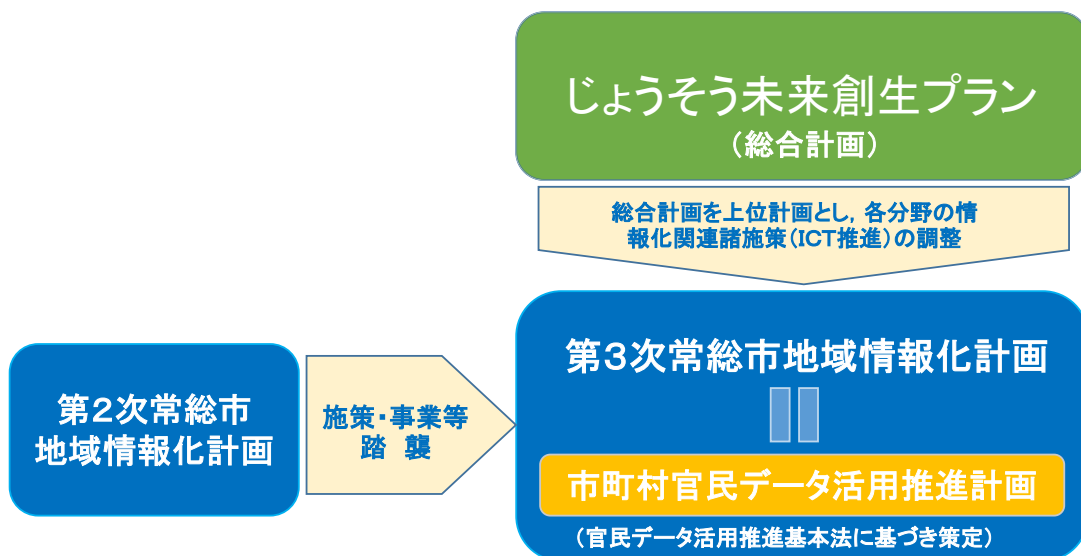 じょうそう未来創生プラン
（総合計画）
総合計画を上位計画とし，各分野の情
報化関連諸施策（ICT推進）の調整
第２次常総市
地域情報化計画
施策・事業等
踏　襲
第３次常総市地域情報化計画
市町村官民データ活用推進計画
（官民データ活用推進基本法に基づき策定）